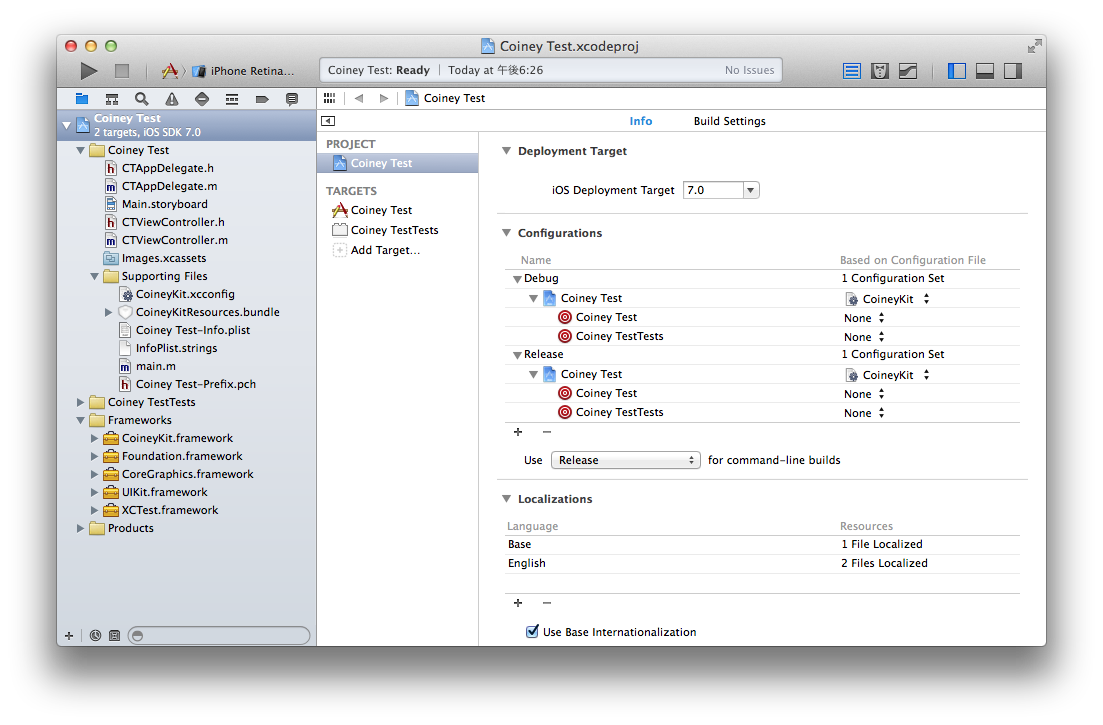 Coiney Test.xcodeproj
iPhone Retina...
Coiney Test: Ready | Today at 午後6:26
No Issues
Coiney Test
Coiney Test
2 targets, iOS SDK 7.0
Coiney Test
CTAppDelegate.h
CTAppDelegate.m
Main.storyboard
CTViewController.h
CTViewController.m
Images.xcassets
Supporting Files
CoineyKit.xcconfig
CoineyKitResources.bundle
Coiney Test-Info.plist
InfoPlist.strings
main.m
Coiney Test-Prefix.pch
Coiney TestTests
Frameworks
CoineyKit.framework
Foundation.framework
CoreGraphics.framework
UIKit.framework
XCTest.framework
Products
PROJECT
Coiney Test
TARGETS
Coiney Test
Coiney TestTests
Add Target...
Info Build Settings
Deployment Target
iOS Deployment Target 7.0
Configurations
Name Based on Configuration File
Debug 1 Configuration Set
Coiney Test CoineyKit
Coiney Test None
Coiney TestTests None
Release 1 Configuration Set
Coiney Test CoineyKit
Coiney Test None
Coiney TestTests None
+ −
Use Release for command-line builds
Localizations
Language Resources
Base 1 File Localized
English 2 Files Localized
+ −
Use Base Internationalization